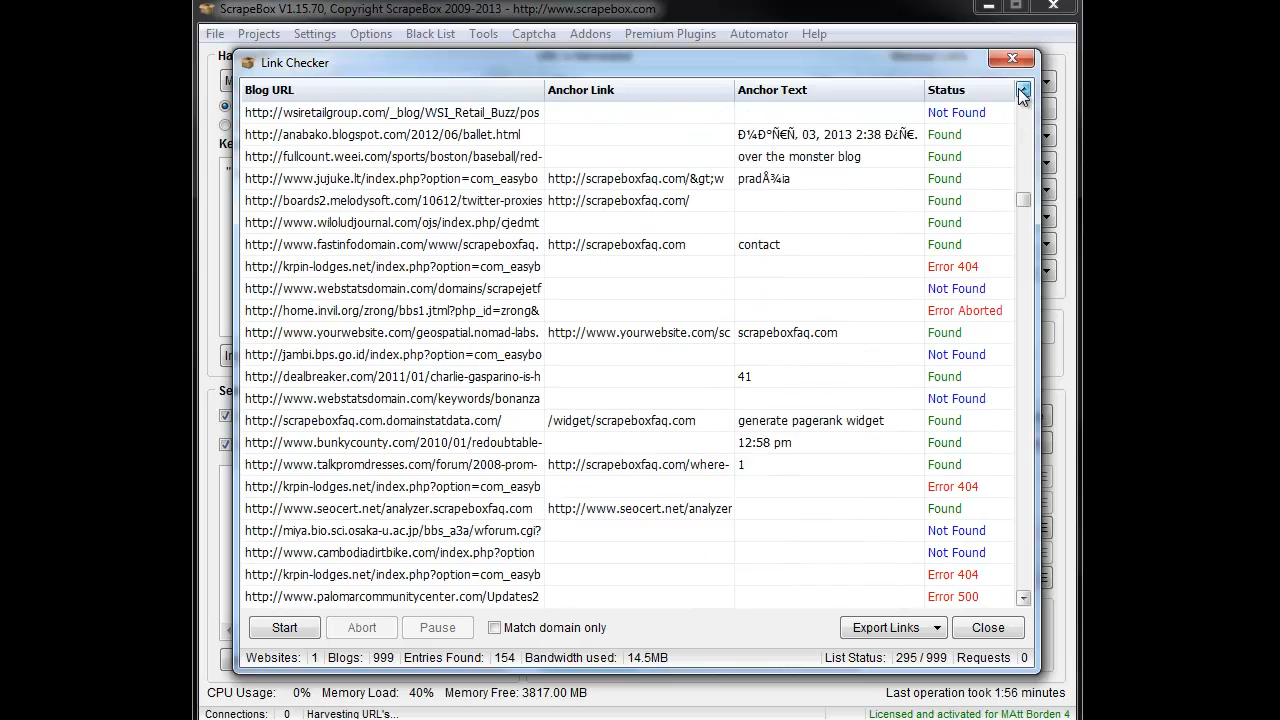 ScrapeBox V1.15.70, Copyright ScrapeBox 2009-2013 - http://www.scrapebox.com
File Projects Settings Options Black List Tools Captcha Addons Premium Plugins Automator Help
Link Checker
Blog URL Anchor Link Anchor Text Status
http://wsiretailgroup.com/_blog/WSI_Retail_Buzz/pos Not Found
http://anabako.blogspot.com/2012/06/ballet.html Ð¼Ð°Ñ€Ñ‚ 03, 2013 2:38 Ð¿Ñ€. Found
http://fullcount.weei.com/sports/boston/baseball/red- over the monster blog Found
http://www.jujuke.lt/index.php?option=com_easybo http://scrapeboxfaq.com/&gt;w pradÅ¾ia Found
http://boards2.melodysoft.com/10612/twitter-proxies http://scrapeboxfaq.com/ Found
http://www.wiloludjournal.com/ojs/index.php/cjedmt Found
http://www.fastinfodomain.com/www/scrapeboxfaq. http://scrapeboxfaq.com contact Found
http://krpin-lodges.net/index.php?option=com_easyb Error 404
http://www.webstatsdomain.com/domains/scrapejetf Not Found
http://home.invil.org/zrong/bbs1.jtml?php_id=zrong& Error Aborted
http://www.yourwebsite.com/geospatial.nomad-labs. http://www.yourwebsite.com/sc scrapeboxfaq.com Found
http://jambi.bps.go.id/index.php?option=com_easybo Not Found
http://dealbreaker.com/2011/01/charlie-gasparino-is-h 41 Found
http://www.webstatsdomain.com/keywords/bonanza Not Found
http://scrapeboxfaq.com.domainstatdata.com/ /widget/scrapeboxfaq.com generate pagerank widget Found
http://www.bunkycounty.com/2010/01/redoubtable- 12:58 pm Found
http://www.talkpromdresses.com/forum/2008-prom- http://scrapeboxfaq.com/where- 1 Found
http://krpin-lodges.net/index.php?option=com_easyb Error 404
http://www.seocert.net/analyzer.scrapeboxfaq.com http://www.seocert.net/analyzer Found
http://miya.bio.sci.osaka-u.ac.jp/bbs_a3a/wforum.cgi? Not Found
http://www.cambodiadirtbike.com/index.php?option Not Found
http://krpin-lodges.net/index.php?option=com_easyb Error 404
http://www.palomarcommunitycenter.com/Updates2 Error 500
Start Abort Pause Match domain only Export Links Close
Websites: 1 Blogs: 999 Entries Found: 154 Bandwidth used: 14.5MB List Status: 295 / 999 Requests 0
CPU Usage: 0% Memory Load: 40% Memory Free: 3817.00 MB Last operation took 1:56 minutes
Connections: 0 Harvesting URL's... Licensed and activated for MAtt Borden 4